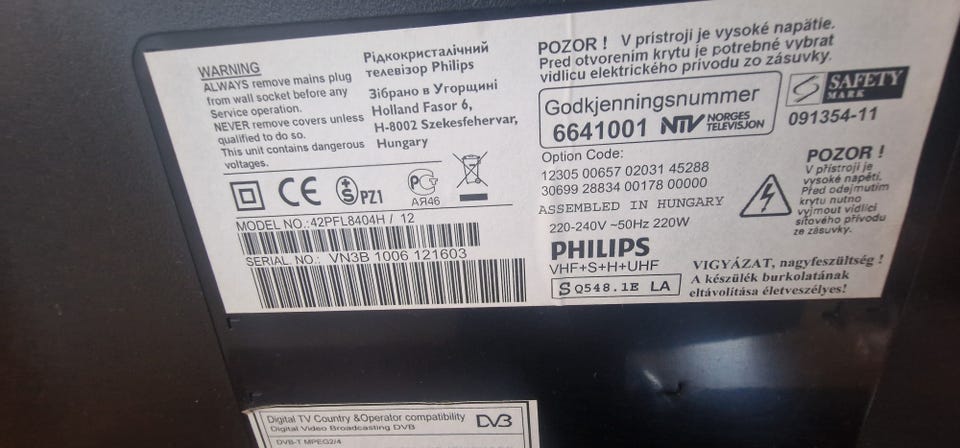 WARNING
ALWAYS remove mains plug
from wall socket before any
Service operation.
NEVER remove covers unless
qualified to do so.
This unit contains dangerous
voltages.
Рідкокристалічний
телевізор Philips
Зібрано в Угорщині
Holland Fasor 6,
H-8002 Szekesfehervar,
Hungary
CE
S PZ1
РСТ
АЯ46
MODEL NO.:42PFL8404H / 12
SERIAL. NO.: VN3B 1006 121603
POZOR ! V prístroji je vysoké napätie.
Pred otvorením krytu je potrebné vybrat
vidlicu elektrického prívodu zo zásuvky.
Godkjenningsnummer
6641001 NTV NORGES
TELEVISJON
S SAFETY
MARK
091354-11
Option Code:
12305 00657 02031 45288
30699 28834 00178 00000
ASSEMBLED IN HUNGARY
220-240V ~50Hz 220W
PHILIPS
VHF+S+H+UHF
S Q548.1E LA
POZOR !
V přístroji je
vysoké napětí.
Před odejmutím
krytu nutno
vyjmout vidlici
síťového přívodu
ze zásuvky.
VIGYÁZAT, nagyfeszültség !
A készülék burkolatának
eltávolítása életveszélyes!
Digital TV Country &Operator compatibility
Digital Video Broadcasting DVB
DVB
DVB-T MPEG2/4